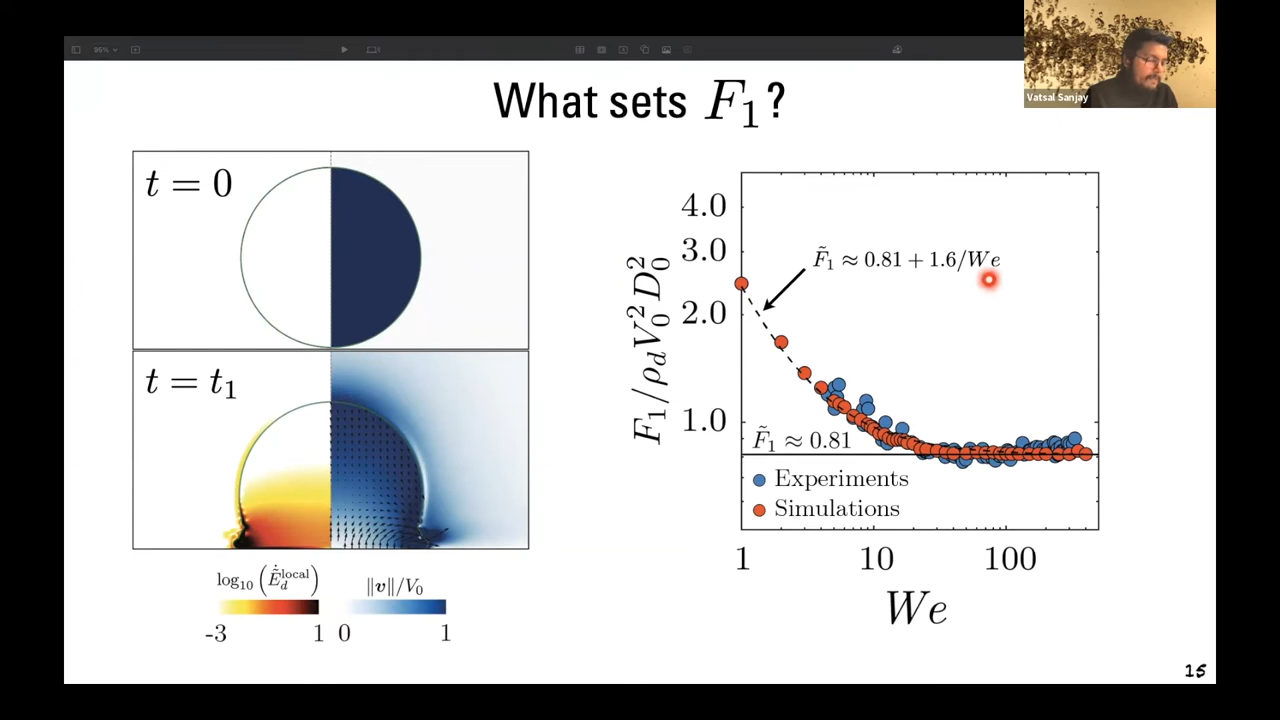 95%
Vatsal Sanjay
What sets F₁?
t = 0
t = t₁
log₁₀ (Ẽ̇_d^local)
-3 1
‖v‖/V₀
0 1
F₁/ρ_d V₀² D₀²
4.0
3.0
2.0
1.0
F̃₁ ≈ 0.81 + 1.6/We
F̃₁ ≈ 0.81
Experiments
Simulations
1 10 100
We
15